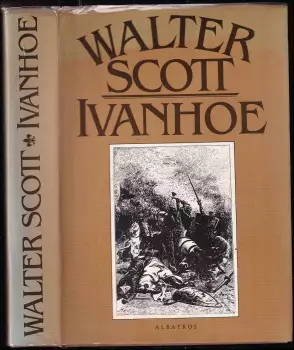 WALTER SCOTT IVANHOE
WALTER
SCOTT
IVANHOE
ALBATROS